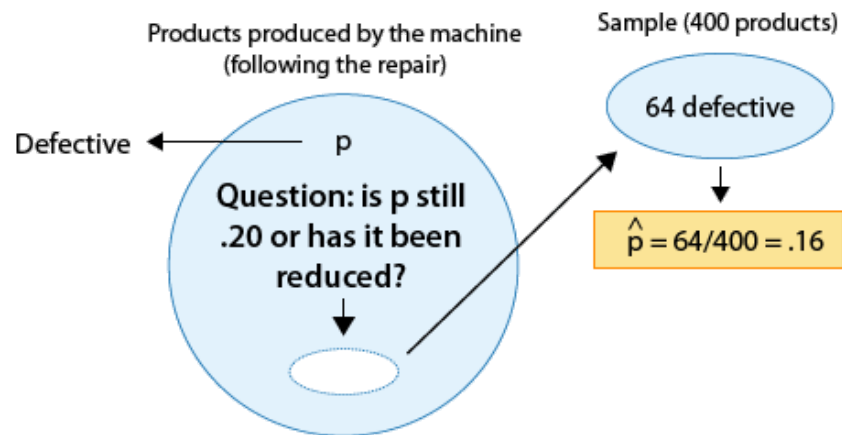 Products produced by the machine
(following the repair)
Defective
p
Question: is p still
.20 or has it been
reduced?
Sample (400 products)
64 defective
p̂ = 64/400 = .16